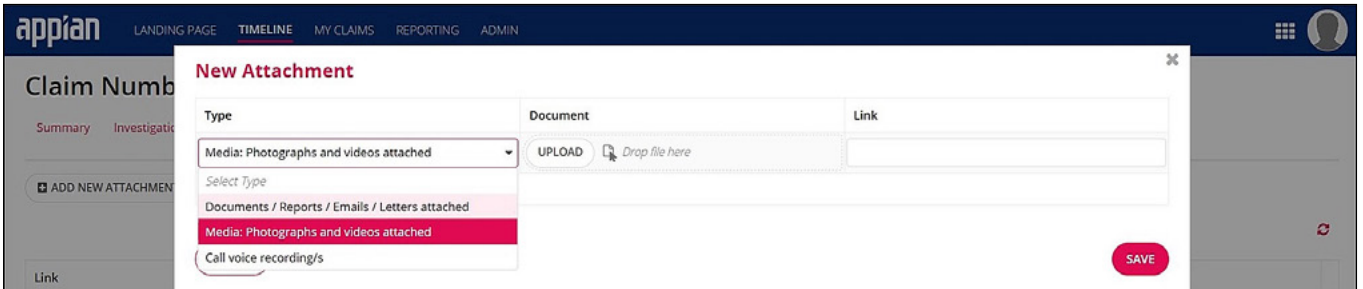 appian LANDING PAGE TIMELINE MY CLAIMS REPORTING ADMIN
New Attachment
Claim Numb
Type Document Link
Summary Investigatio
Media: Photographs and videos attached UPLOAD Drop file here
Select Type
ADD NEW ATTACHMEN
Documents / Reports / Emails / Letters attached
Media: Photographs and videos attached
Call voice recording/s SAVE
Link